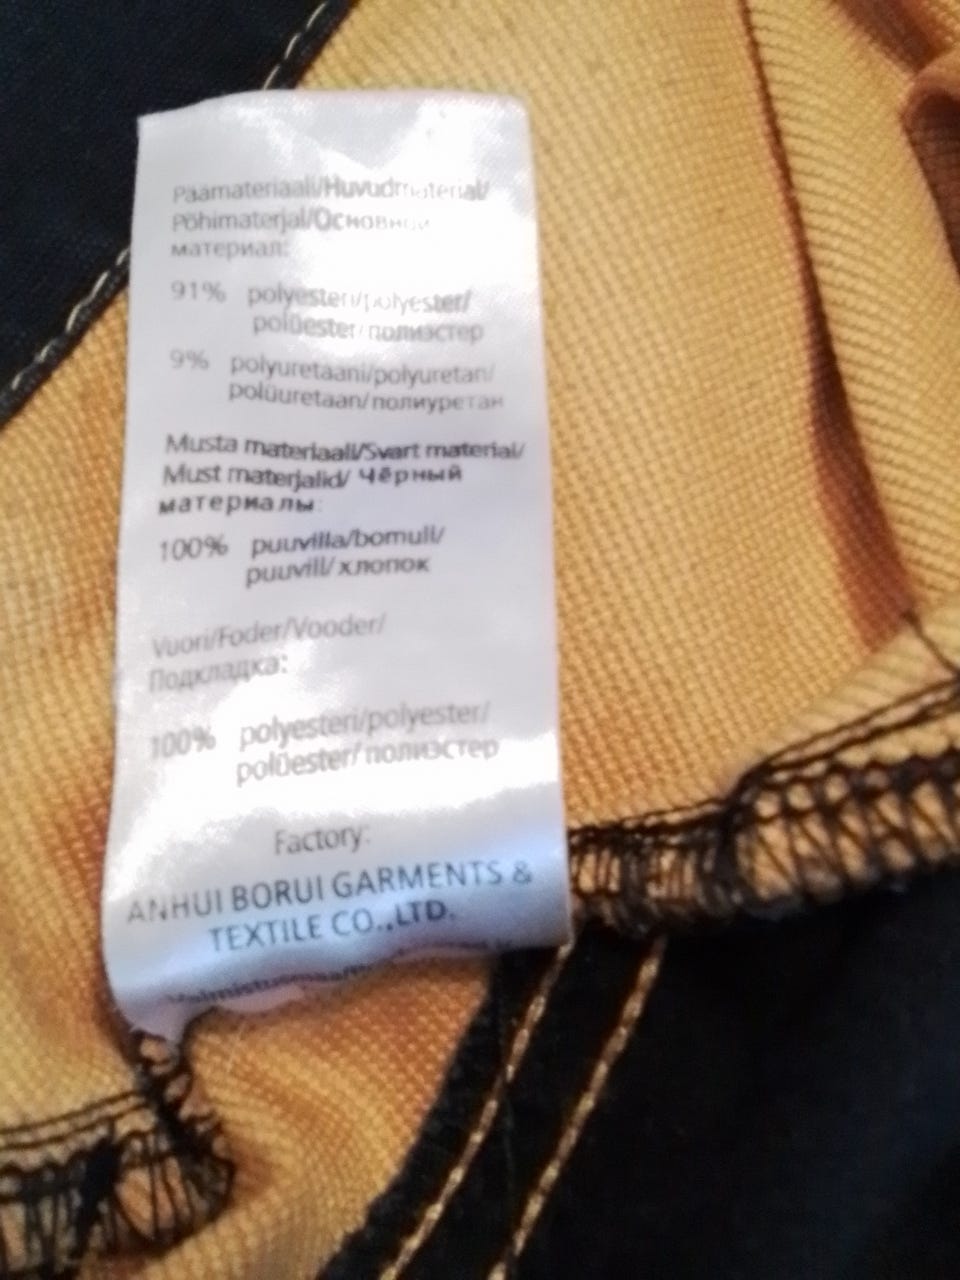 Päämateriaali/Huvudmaterial/
Põhimaterjal/Основной
материал:
91% polyesteri/polyester/
polüester/полиэстер
9% polyuretaani/polyuretan/
polüuretaan/полиуретан
Musta materiaali/Svart material/
Must materjalid/ Чёрный
материалы:
100% puuvilla/bomull/
puuvill/хлопок
Vuori/Foder/Vooder/
Подкладка:
100% polyesteri/polyester/
polüester/полиэстер
Factory:
ANHUI BORUI GARMENTS &
TEXTILE CO.,LTD.